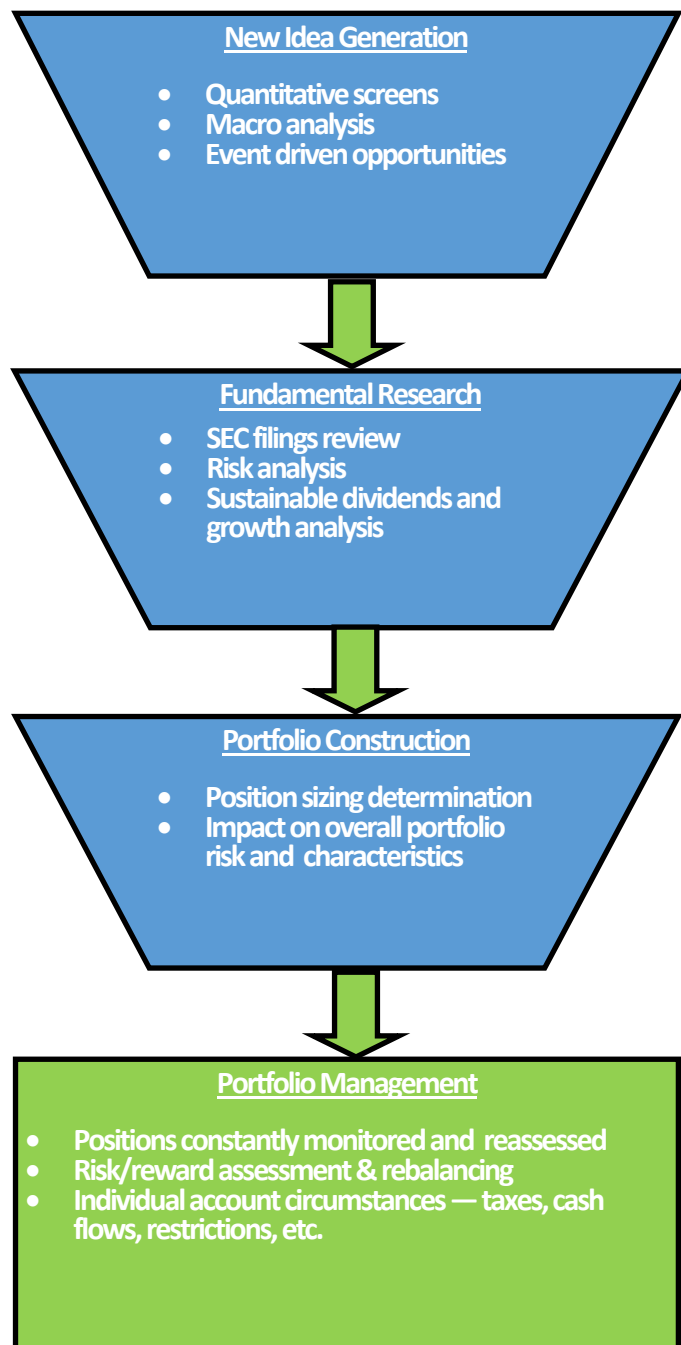 New Idea Generation
• Quantitative screens
• Macro analysis
• Event driven opportunities
Fundamental Research
• SEC filings review
• Risk analysis
• Sustainable dividends and
growth analysis
Portfolio Construction
• Position sizing determination
• Impact on overall portfolio
risk and characteristics
Portfolio Management
• Positions constantly monitored and reassessed
• Risk/reward assessment & rebalancing
• Individual account circumstances — taxes, cash
flows, restrictions, etc.